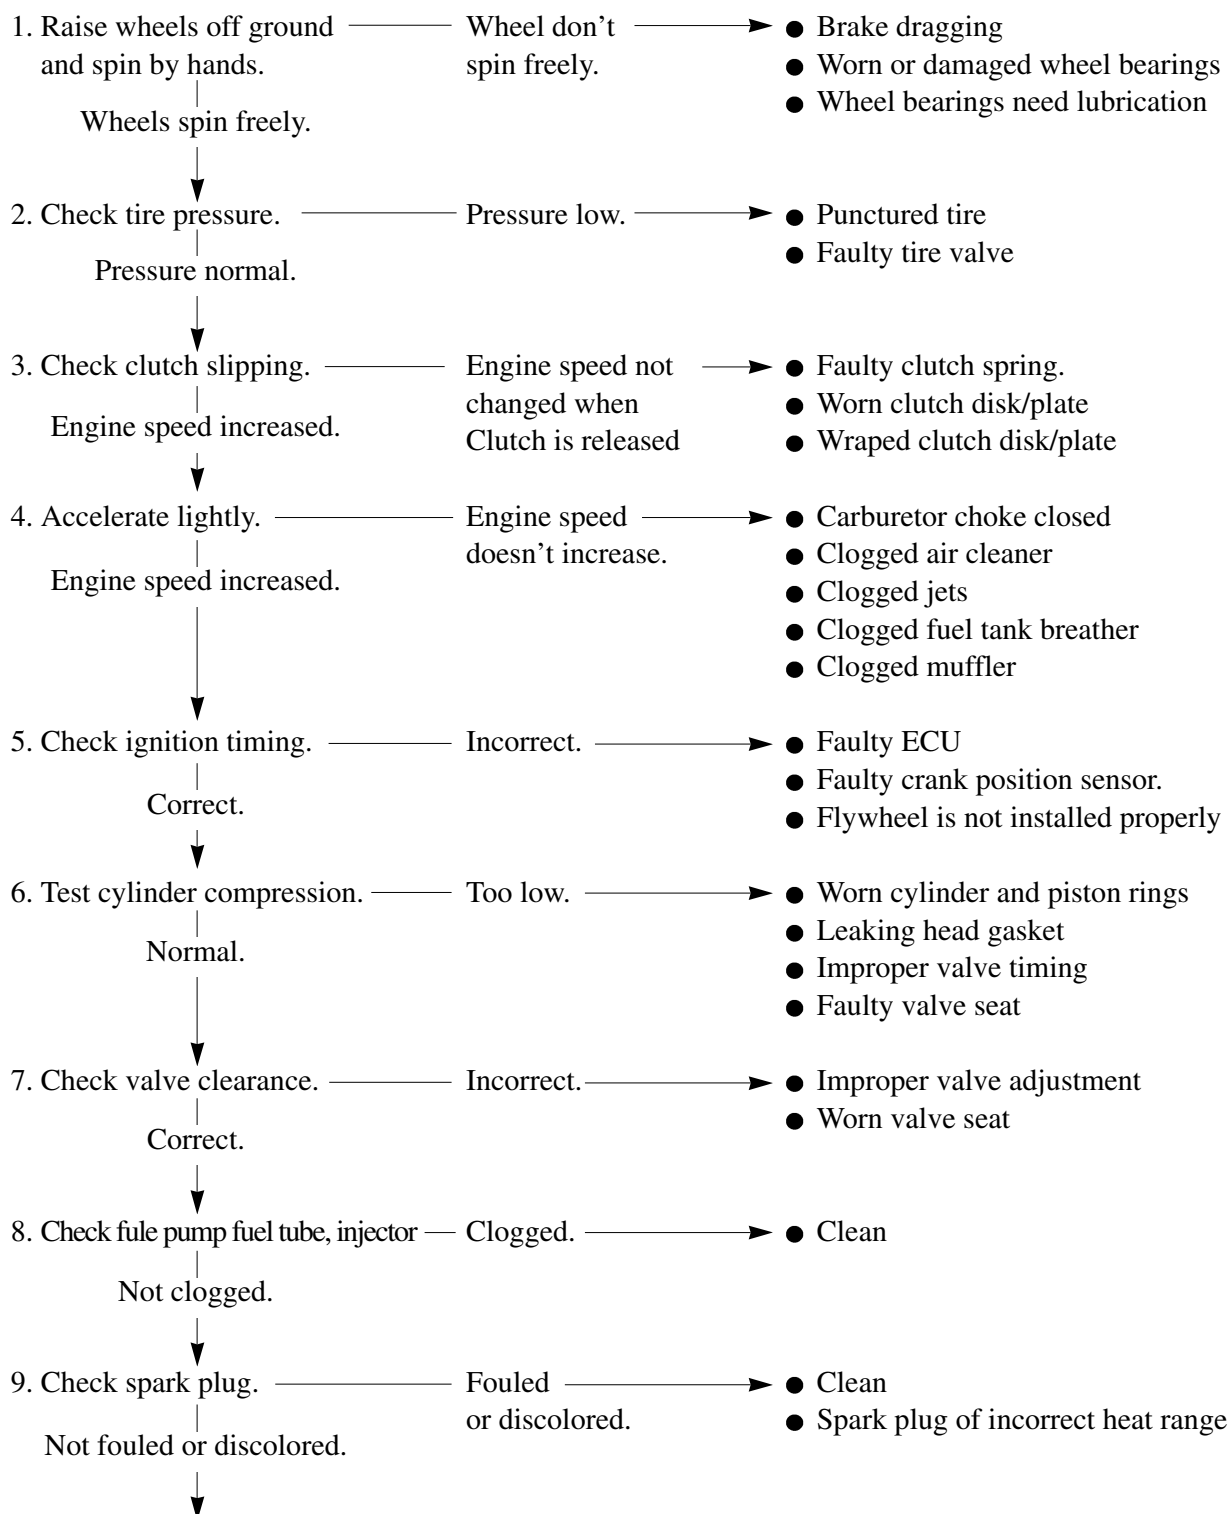 1. Raise wheels off ground
and spin by hands.
Wheel don’t
spin freely.
● Brake dragging
● Worn or damaged wheel bearings
● Wheel bearings need lubrication
Wheels spin freely.
2. Check tire pressure.
Pressure low.
● Punctured tire
● Faulty tire valve
Pressure normal.
3. Check clutch slipping.
Engine speed not
changed when
Clutch is released
● Faulty clutch spring.
● Worn clutch disk/plate
● Wraped clutch disk/plate
Engine speed increased.
4. Accelerate lightly.
Engine speed
doesn’t increase.
● Carburetor choke closed
● Clogged air cleaner
● Clogged jets
● Clogged fuel tank breather
● Clogged muffler
Engine speed increased.
5. Check ignition timing.
Incorrect.
● Faulty ECU
● Faulty crank position sensor.
● Flywheel is not installed properly
Correct.
6. Test cylinder compression.
Too low.
● Worn cylinder and piston rings
● Leaking head gasket
● Improper valve timing
● Faulty valve seat
Normal.
7. Check valve clearance.
Incorrect.
● Improper valve adjustment
● Worn valve seat
Correct.
8. Check fule pump fuel tube, injector
Clogged.
● Clean
Not clogged.
9. Check spark plug.
Fouled
or discolored.
● Clean
● Spark plug of incorrect heat range
Not fouled or discolored.